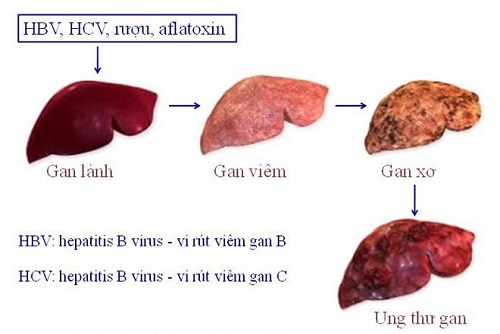 HBV, HCV, rượu, aflatoxin
Gan lành
Gan viêm
Gan xơ
HBV: hepatitis B virus - vi rút viêm gan B
HCV: hepatitis B virus - vi rút viêm gan C
Ung thư gan